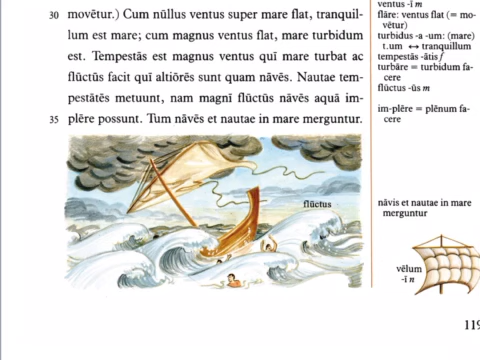 30 movētur.) Cum nūllus ventus super mare flat, tranquil-
lum est mare; cum magnus ventus flat, mare turbidum
est. Tempestās est magnus ventus quī mare turbat ac
flūctūs facit quī altiōrēs sunt quam nāvēs. Nautae tem-
pestātēs metuunt, nam magnī flūctūs nāvēs aquā im-
35 plēre possunt. Tum nāvēs et nautae in mare merguntur.
flūctus
ventus -ī m
flāre: ventus flat (= mo-
vētur)
turbidus -a -um: (mare)
t.um ↔ tranquillum
tempestās -ātis f
turbāre = turbidum fa-
cere
flūctus -ūs m
im-plēre = plēnum fa-
cere
nāvis et nautae in mare
merguntur
vēlum
-ī n
119